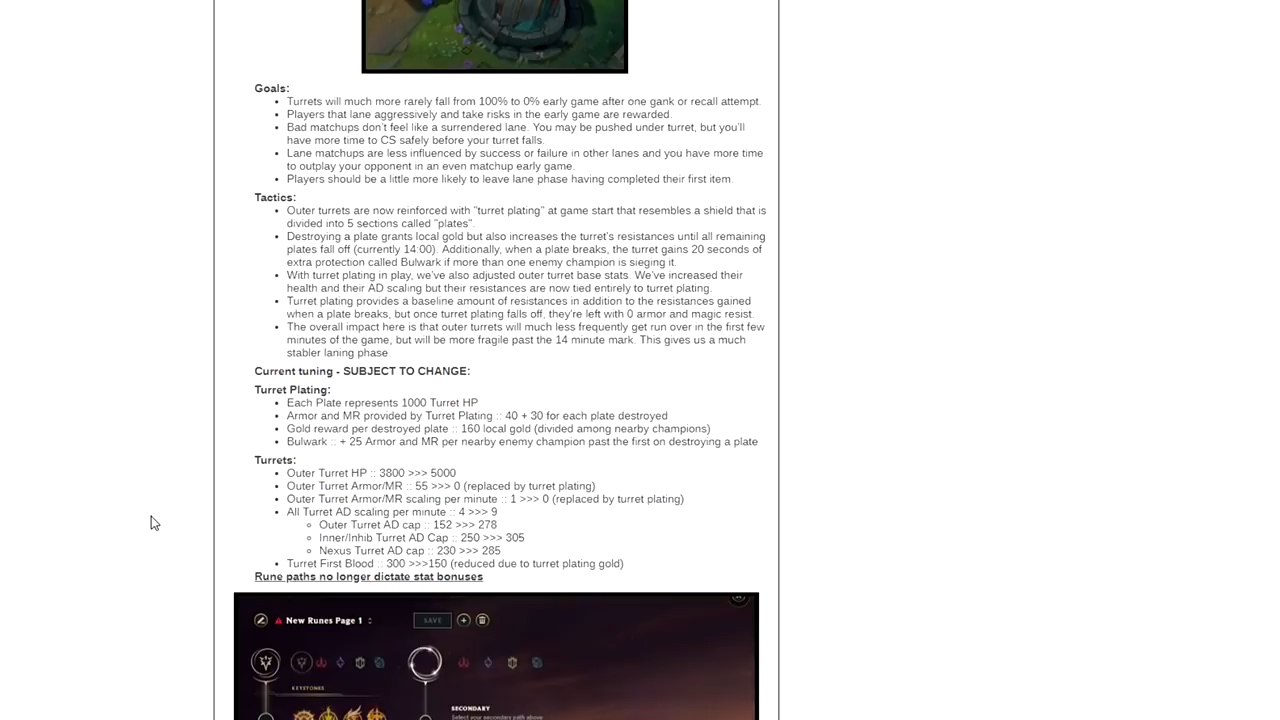 Goals:
• Turrets will much more rarely fall from 100% to 0% early game after one gank or recall attempt.
• Players that lane aggressively and take risks in the early game are rewarded.
• Bad matchups don't feel like a surrendered lane. You may be pushed under turret, but you'll
have more time to CS safely before your turret falls.
• Lane matchups are less influenced by success or failure in other lanes and you have more time
to outplay your opponent in an even matchup early game.
• Players should be a little more likely to leave lane phase having completed their first item.
Tactics:
• Outer turrets are now reinforced with "turret plating" at game start that resembles a shield that is
divided into 5 sections called "plates".
• Destroying a plate grants local gold but also increases the turret's resistances until all remaining
plates fall off (currently 14:00). Additionally, when a plate breaks, the turret gains 20 seconds of
extra protection called Bulwark if more than one enemy champion is sieging it.
• With turret plating in play, we've also adjusted outer turret base stats. We've increased their
health and their AD scaling but their resistances are now tied entirely to turret plating.
• Turret plating provides a baseline amount of resistances in addition to the resistances gained
when a plate breaks, but once turret plating falls off, they're left with 0 armor and magic resist.
• The overall impact here is that outer turrets will much less frequently get run over in the first few
minutes of the game, but will be more fragile past the 14 minute mark. This gives us a much
stabler laning phase
Current tuning - SUBJECT TO CHANGE:
Turret Plating:
• Each Plate represents 1000 Turret HP
• Armor and MR provided by Turret Plating :: 40 + 30 for each plate destroyed
• Gold reward per destroyed plate :: 160 local gold (divided among nearby champions)
• Bulwark :: + 25 Armor and MR per nearby enemy champion past the first on destroying a plate
Turrets:
• Outer Turret HP :: 3800 >>> 5000
• Outer Turret Armor/MR :: 55 >>> 0 (replaced by turret plating)
• Outer Turret Armor/MR scaling per minute :: 1 >>> 0 (replaced by turret plating)
• All Turret AD scaling per minute :: 4 >>> 9
◦ Outer Turret AD cap :: 152 >>> 278
◦ Inner/Inhib Turret AD Cap :: 250 >>> 305
◦ Nexus Turret AD cap :: 230 >>> 285
• Turret First Blood :: 300 >>>150 (reduced due to turret plating gold)
Rune paths no longer dictate stat bonuses
New Runes Page 1
SAVE
KEYSTONES
SECONDARY
Select your secondary path above